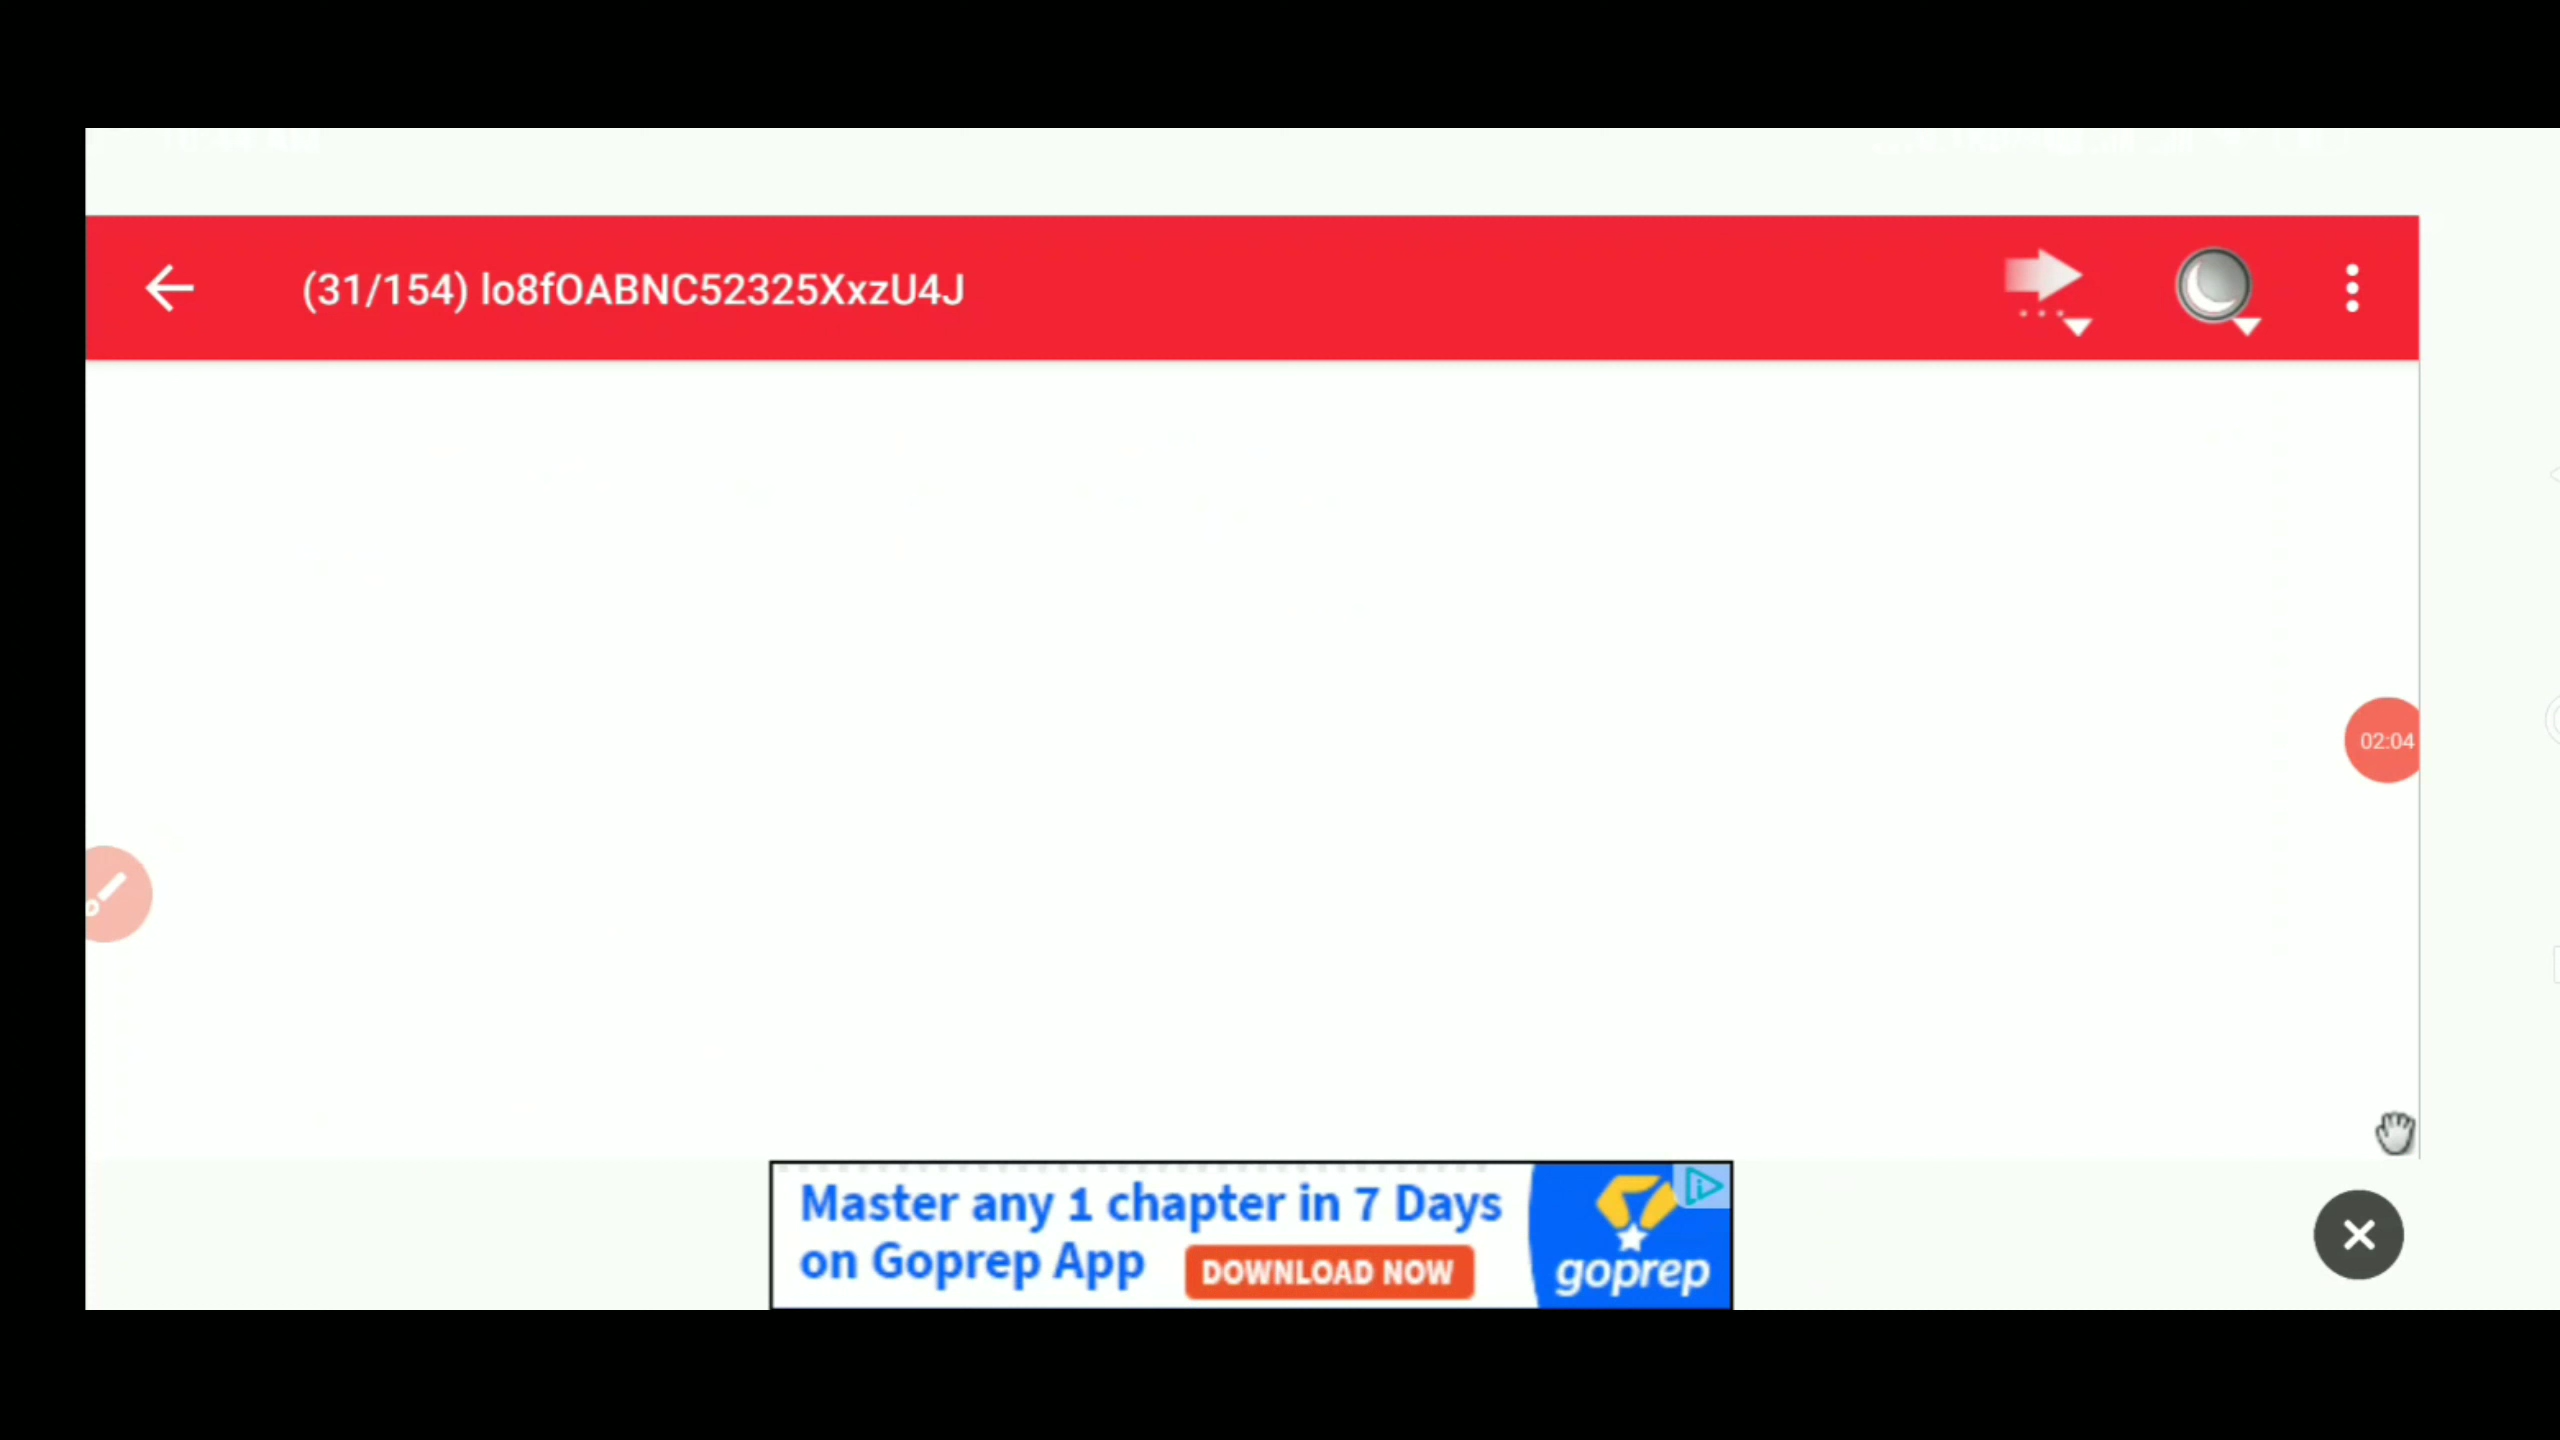 (31/154) lo8fOABNC52325XxzU4J
02:04
Master any 1 chapter in 7 Days
on Goprep App DOWNLOAD NOW
goprep